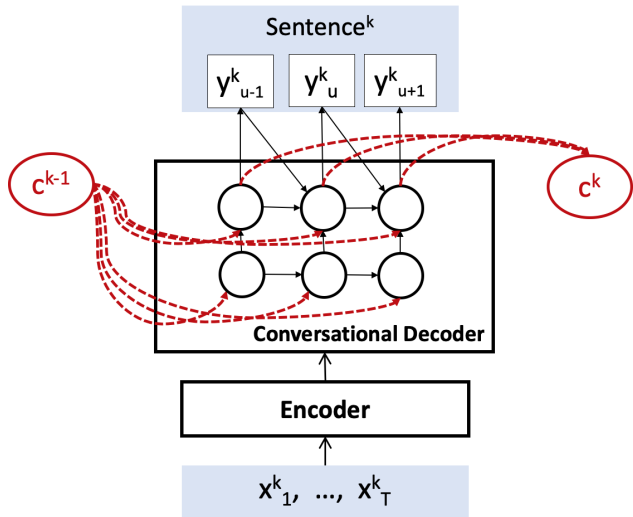 Sentence^k
y^k_{u-1} y^k_u y^k_{u+1}
c^{k-1}
c^k
Conversational Decoder
Encoder
x^k_1, ..., x^k_T